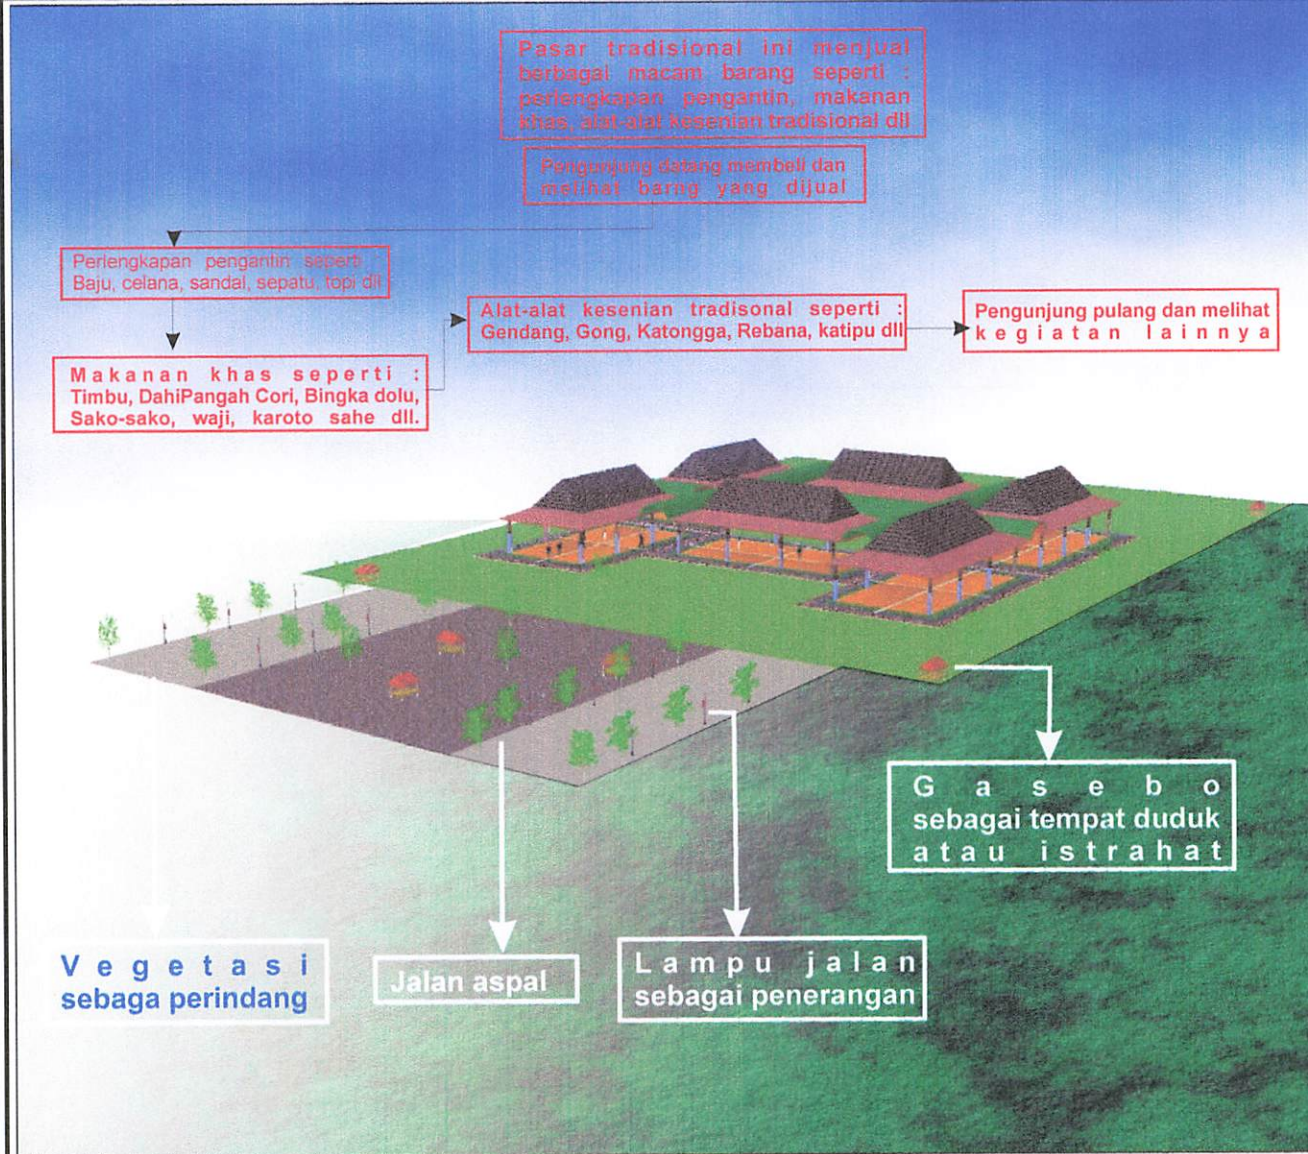 Pasar tradisional ini menjual
berbagai macam barang seperti :
perlengkapan pengantin, makanan
khas, alat-alat kesenian tradisional dll
Pengunjung datang membeli dan
melihat barng yang dijual
Perlengkapan pengantin seperti :
Baju, celana, sandal, sepatu, topi dll
Makanan khas seperti :
Timbu, DahiPangah Cori, Bingka dolu,
Sako-sako, waji, karoto sahe dll.
Alat-alat kesenian tradisonal seperti :
Gendang, Gong, Katongga, Rebana, katipu dll
Pengunjung pulang dan melihat
kegiatan lainnya
Gasebo
sebagai tempat duduk
atau istrahat
Vegetasi
sebaga perindang
Jalan aspal
Lampu jalan
sebagai penerangan